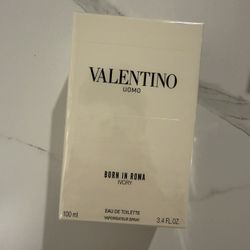 VALENTINO
UOMO
BORN IN ROMA
IVORY
EAU DE TOILETTE
VAPORISATEUR SPRAY
100 ml
3.4 FL.OZ.